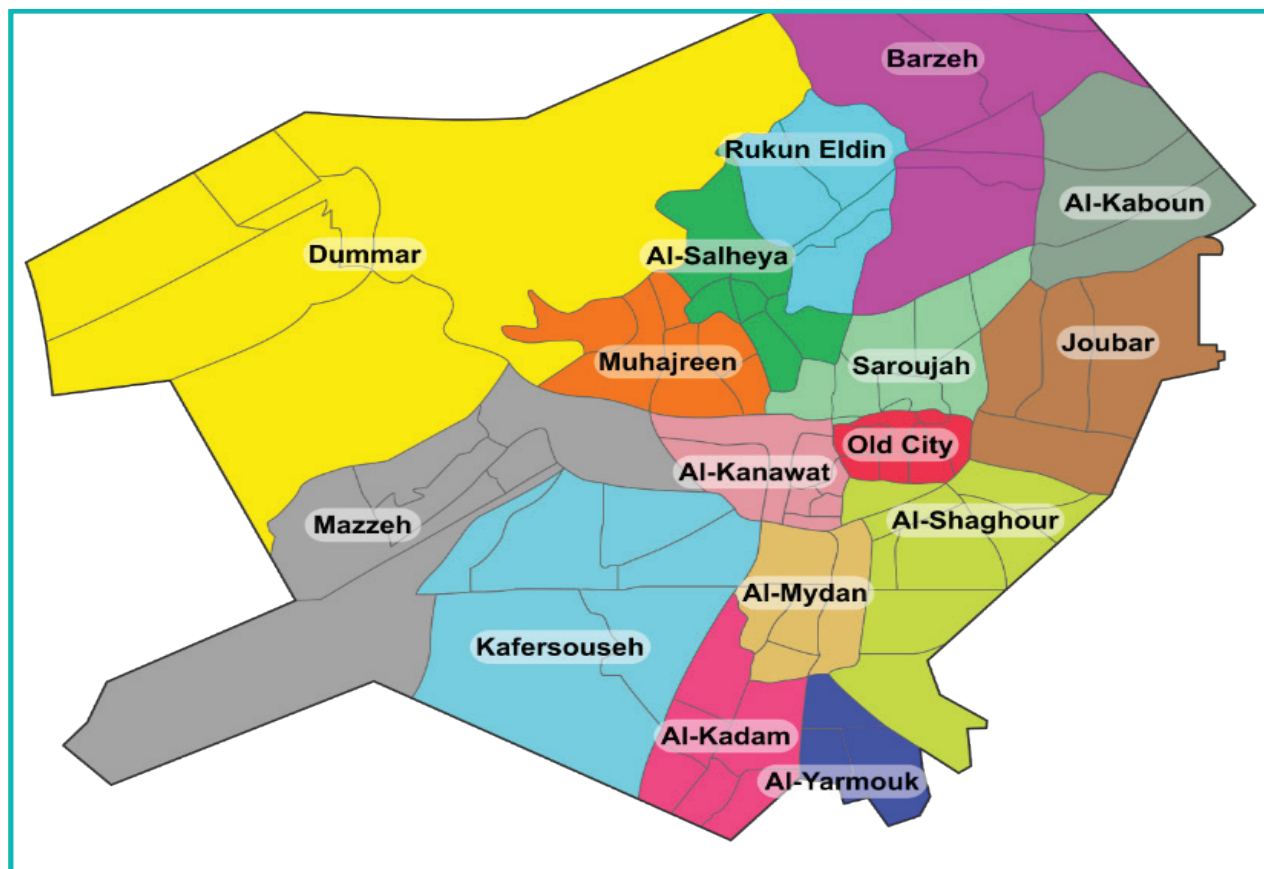 Barzeh
Rukun Eldin
Al-Kaboun
Dummar
Al-Salheya
Muhajreen
Saroujah
Joubar
Al-Kanawat
Old City
Mazzeh
Al-Shaghour
Al-Mydan
Kafersouseh
Al-Kadam
Al-Yarmouk